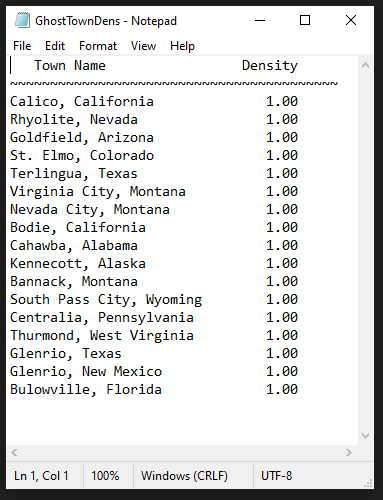 GhostTownDens - Notepad
File Edit Format View Help
Town Name Density
~~~~~~~~~~~~~~~~~~~~~~~~~~~~~~~~~~~~~~~~~
Calico, California 1.00
Rhyolite, Nevada 1.00
Goldfield, Arizona 1.00
St. Elmo, Colorado 1.00
Terlingua, Texas 1.00
Virginia City, Montana 1.00
Nevada City, Montana 1.00
Bodie, California 1.00
Cahawba, Alabama 1.00
Kennecott, Alaska 1.00
Bannack, Montana 1.00
South Pass City, Wyoming 1.00
Centralia, Pennsylvania 1.00
Thurmond, West Virginia 1.00
Glenrio, Texas 1.00
Glenrio, New Mexico 1.00
Bulowville, Florida 1.00
Ln 1, Col 1 100% Windows (CRLF) UTF-8